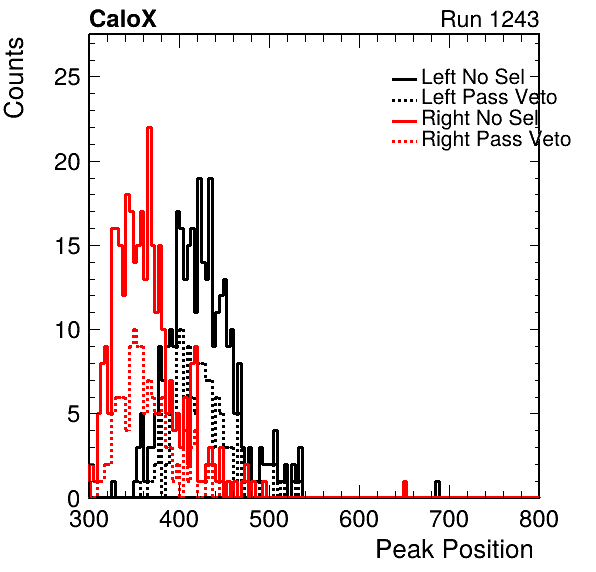 CaloX Run 1243
Counts
Left No Sel
Left Pass Veto
Right No Sel
Right Pass Veto
25
20
15
10
5
0
300 400 500 600 700 800
Peak Position